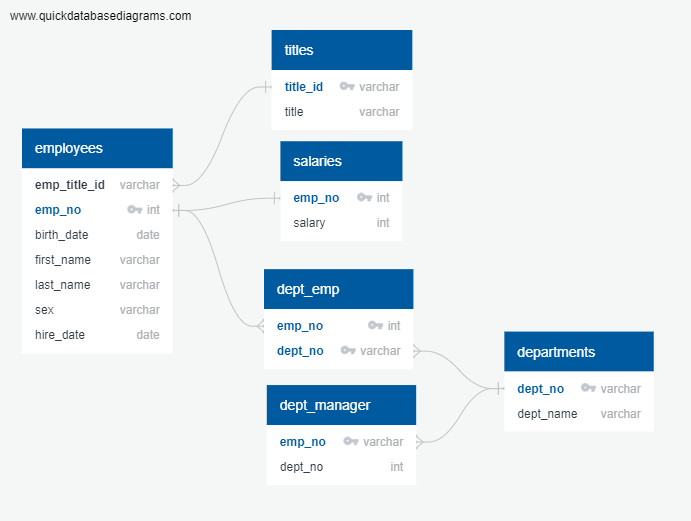 www.quickdatabasediagrams.com
titles
title_id varchar
title varchar
employees
emp_title_id varchar
emp_no int
birth_date date
first_name varchar
last_name varchar
sex varchar
hire_date date
salaries
emp_no int
salary int
dept_emp
emp_no int
dept_no varchar
dept_manager
emp_no varchar
dept_no int
departments
dept_no varchar
dept_name varchar